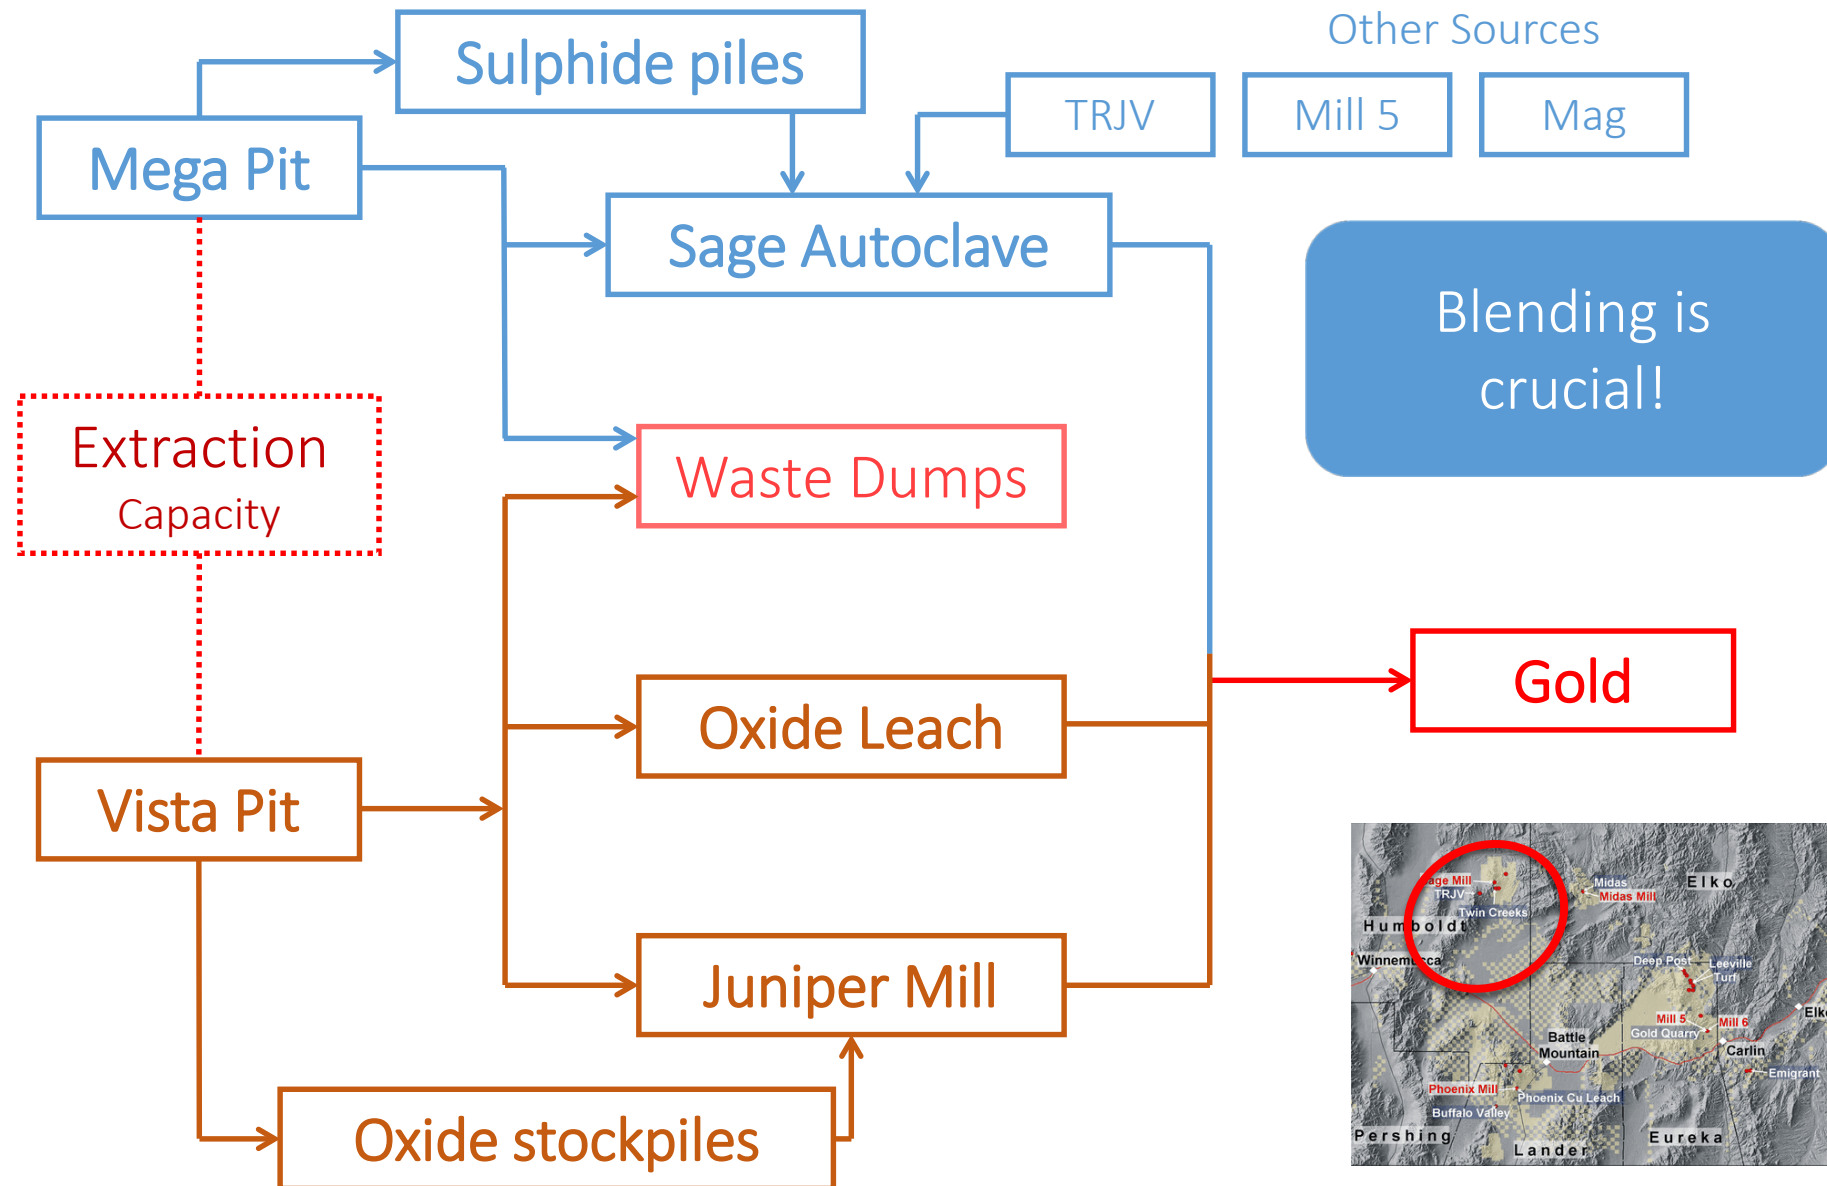 Other Sources
Sulphide piles
TRJV
Mill 5
Mag
Mega Pit
Sage Autoclave
Blending is
crucial!
Extraction
Capacity
Waste Dumps
Gold
Oxide Leach
Vista Pit
Juniper Mill
Oxide stockpiles
Sage Mill
TRJV
Twin Creeks
Midas
Midas Mill
Elko
Humboldt
Winnemucca
Deep Post
Leeville
Turf
Mill 5
Mill 6
Gold Quarry
Battle
Mountain
Carlin
Emigrant
Phoenix Mill
Phoenix Cu Leach
Buffalo Valley
Pershing
Lander
Eureka